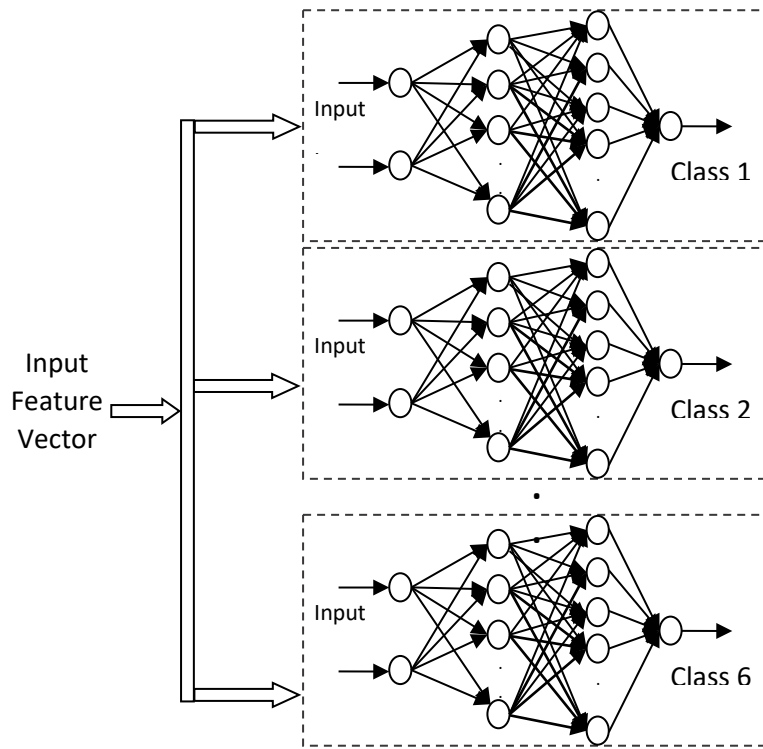 Input
Feature
Vector
Input
Class 1
Input
Class 2
Input
Class 6